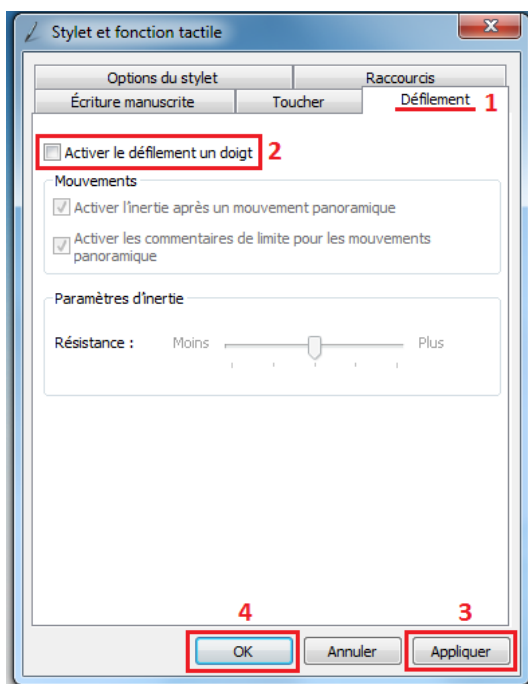 Stylet et fonction tactile
x
Options du stylet Raccourcis
Écriture manuscrite Toucher Défilement 1
Activer le défilement un doigt 2
Mouvements
Activer l'inertie après un mouvement panoramique
Activer les commentaires de limite pour les mouvements
panoramique
Paramètres d'inertie
Résistance : Moins Plus
4 3
OK Annuler Appliquer